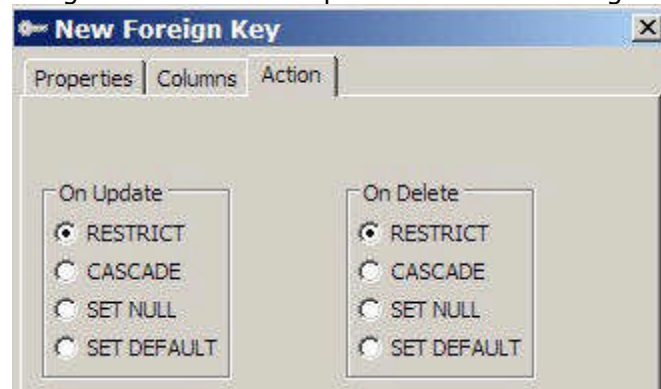 New Foreign Key
Properties Columns Action
On Update On Delete
RESTRICT RESTRICT
CASCADE CASCADE
SET NULL SET NULL
SET DEFAULT SET DEFAULT